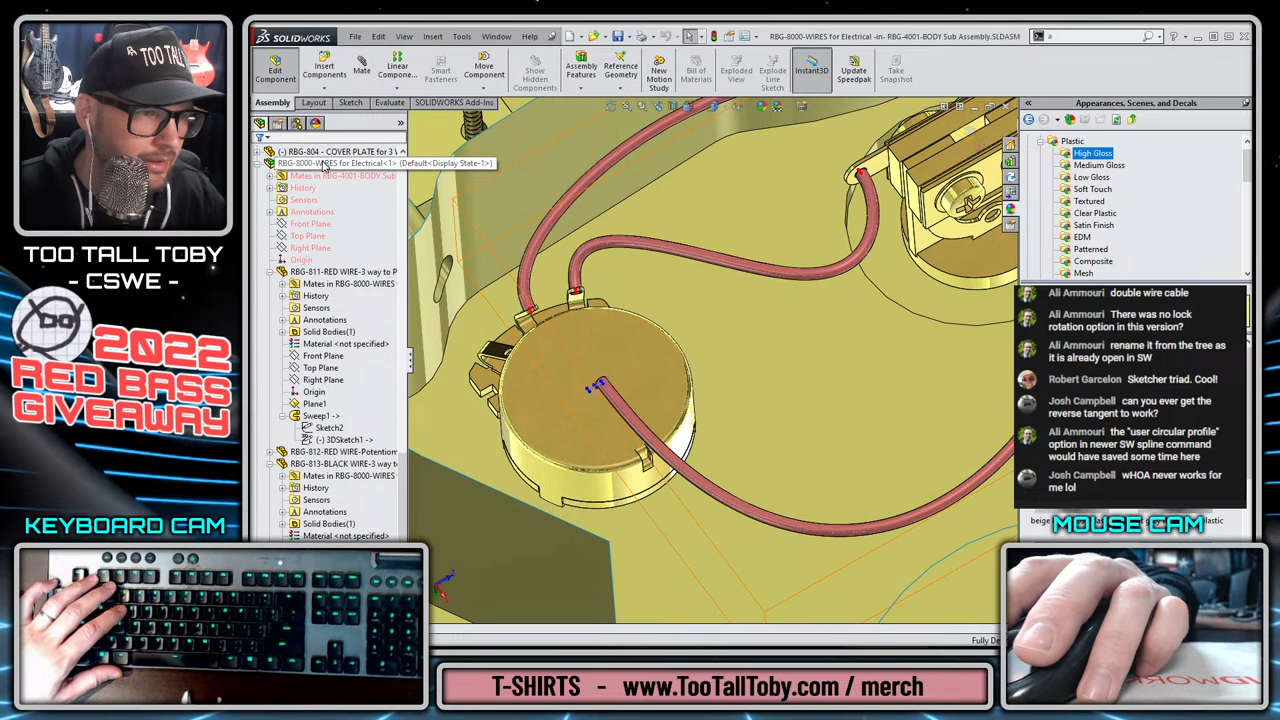 TOO TALL
TOO TALL TOBY
- CSWE -
2022
RED BASS
GIVEAWAY
KEYBOARD CAM
SOLIDWORKS
File Edit View Insert Tools Window Help
RBG-8000-WIRES for Electrical -in- RBG-4001-BODY Sub Assembly.SLDASM
a
Edit Component
Insert Components
Mate
Linear Compone...
Smart Fasteners
Move Component
Show Hidden Components
Assembly Features
Reference Geometry
New Motion Study
Bill of Materials
Exploded View
Explode Line Sketch
Instant3D
Update Speedpak
Take Snapshot
Assembly Layout Sketch Evaluate SOLIDWORKS Add-Ins
(-) RBG-804 - COVER PLATE for 3
RBG-8000-WIRES for Electrical<1> (Default<Display State-1>)
Mates in RBG-4001-BODY.Sub
History
Sensors
Annotations
Front Plane
Top Plane
Right Plane
Origin
RBG-811-RED WIRE-3 way to P
Mates in RBG-8000-WIRES
History
Sensors
Annotations
Solid Bodies(1)
Material <not specified>
Front Plane
Top Plane
Right Plane
Origin
Plane1
Sweep1 ->
Sketch2
(-) 3DSketch1 ->
RBG-812-RED WIRE-Potentiom
RBG-813-BLACK WIRE-3 way to
Mates in RBG-8000-WIRES
History
Sensors
Annotations
Solid Bodies(1)
Material <not specified>
Appearances, Scenes, and Decals
Plastic
High Gloss
Medium Gloss
Low Gloss
Soft Touch
Textured
Clear Plastic
Satin Finish
EDM
Patterned
Composite
Mesh
Ali Ammouri double wire cable
Ali Ammouri There was no lock
rotation option in this version?
Ali Ammouri rename it from the tree as
it is already open in SW
Robert Garcelon Sketcher triad. Cool!
Josh Campbell can you ever get the
reverse tangent to work?
Ali Ammouri the "user circular profile"
option in newer SW spline command
would have saved some time here
Josh Campbell wHOA never works for
me lol
MOUSE CAM
Fully De
T-SHIRTS - www.TooTallToby.com / merch